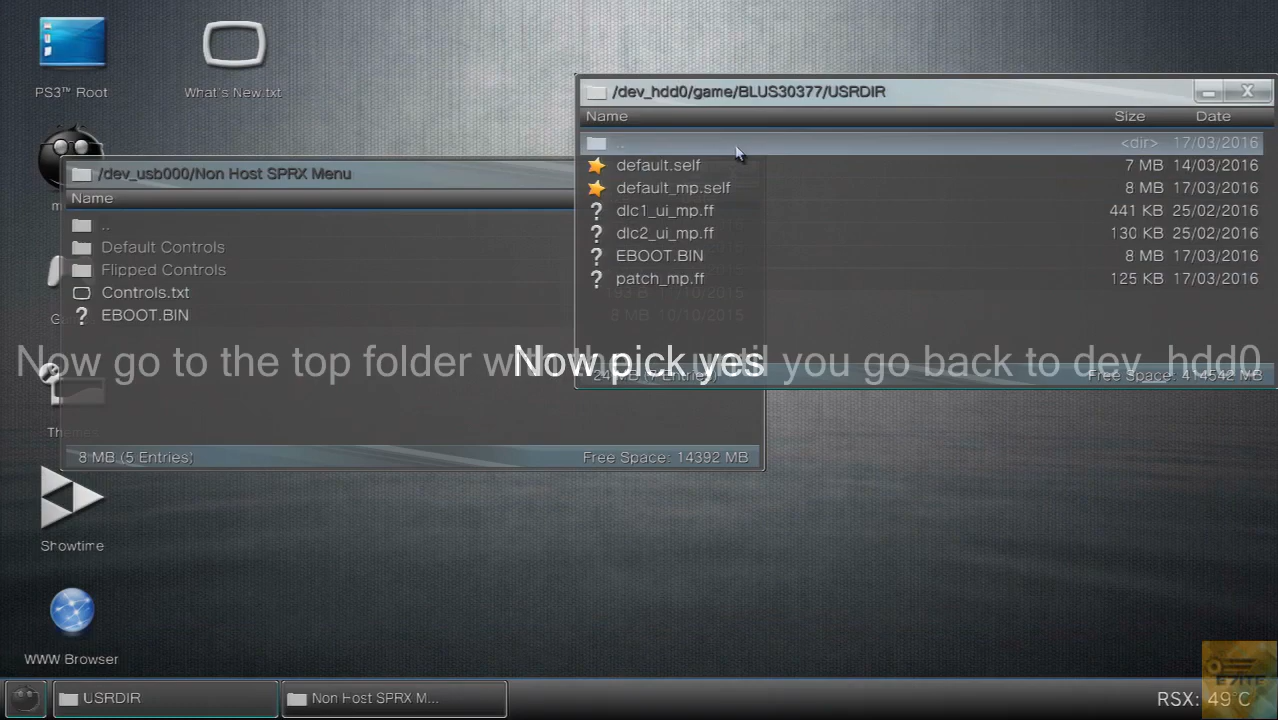 PS3™ Root
What's New.txt
/dev_hdd0/game/BLUS30377/USRDIR
Name Size Date
.. <dir> 17/03/2016
default.self 7 MB 14/03/2016
default_mp.self 8 MB 17/03/2016
dlc1_ui_mp.ff 441 KB 25/02/2016
dlc2_ui_mp.ff 130 KB 25/02/2016
EBOOT.BIN 8 MB 17/03/2016
patch_mp.ff 125 KB 17/03/2016
Free Space: 414542 MB
/dev_usb000/Non Host SPRX Menu
Name
..
Default Controls
Flipped Controls
Controls.txt
EBOOT.BIN 8 MB 10/10/2015
8 MB (5 Entries) Free Space: 14392 MB
Now go to the top folder until you go back to dev_hdd0
Now pick yes
Showtime
WWW Browser
USRDIR
Non Host SPRX M...
RSX: 49°C